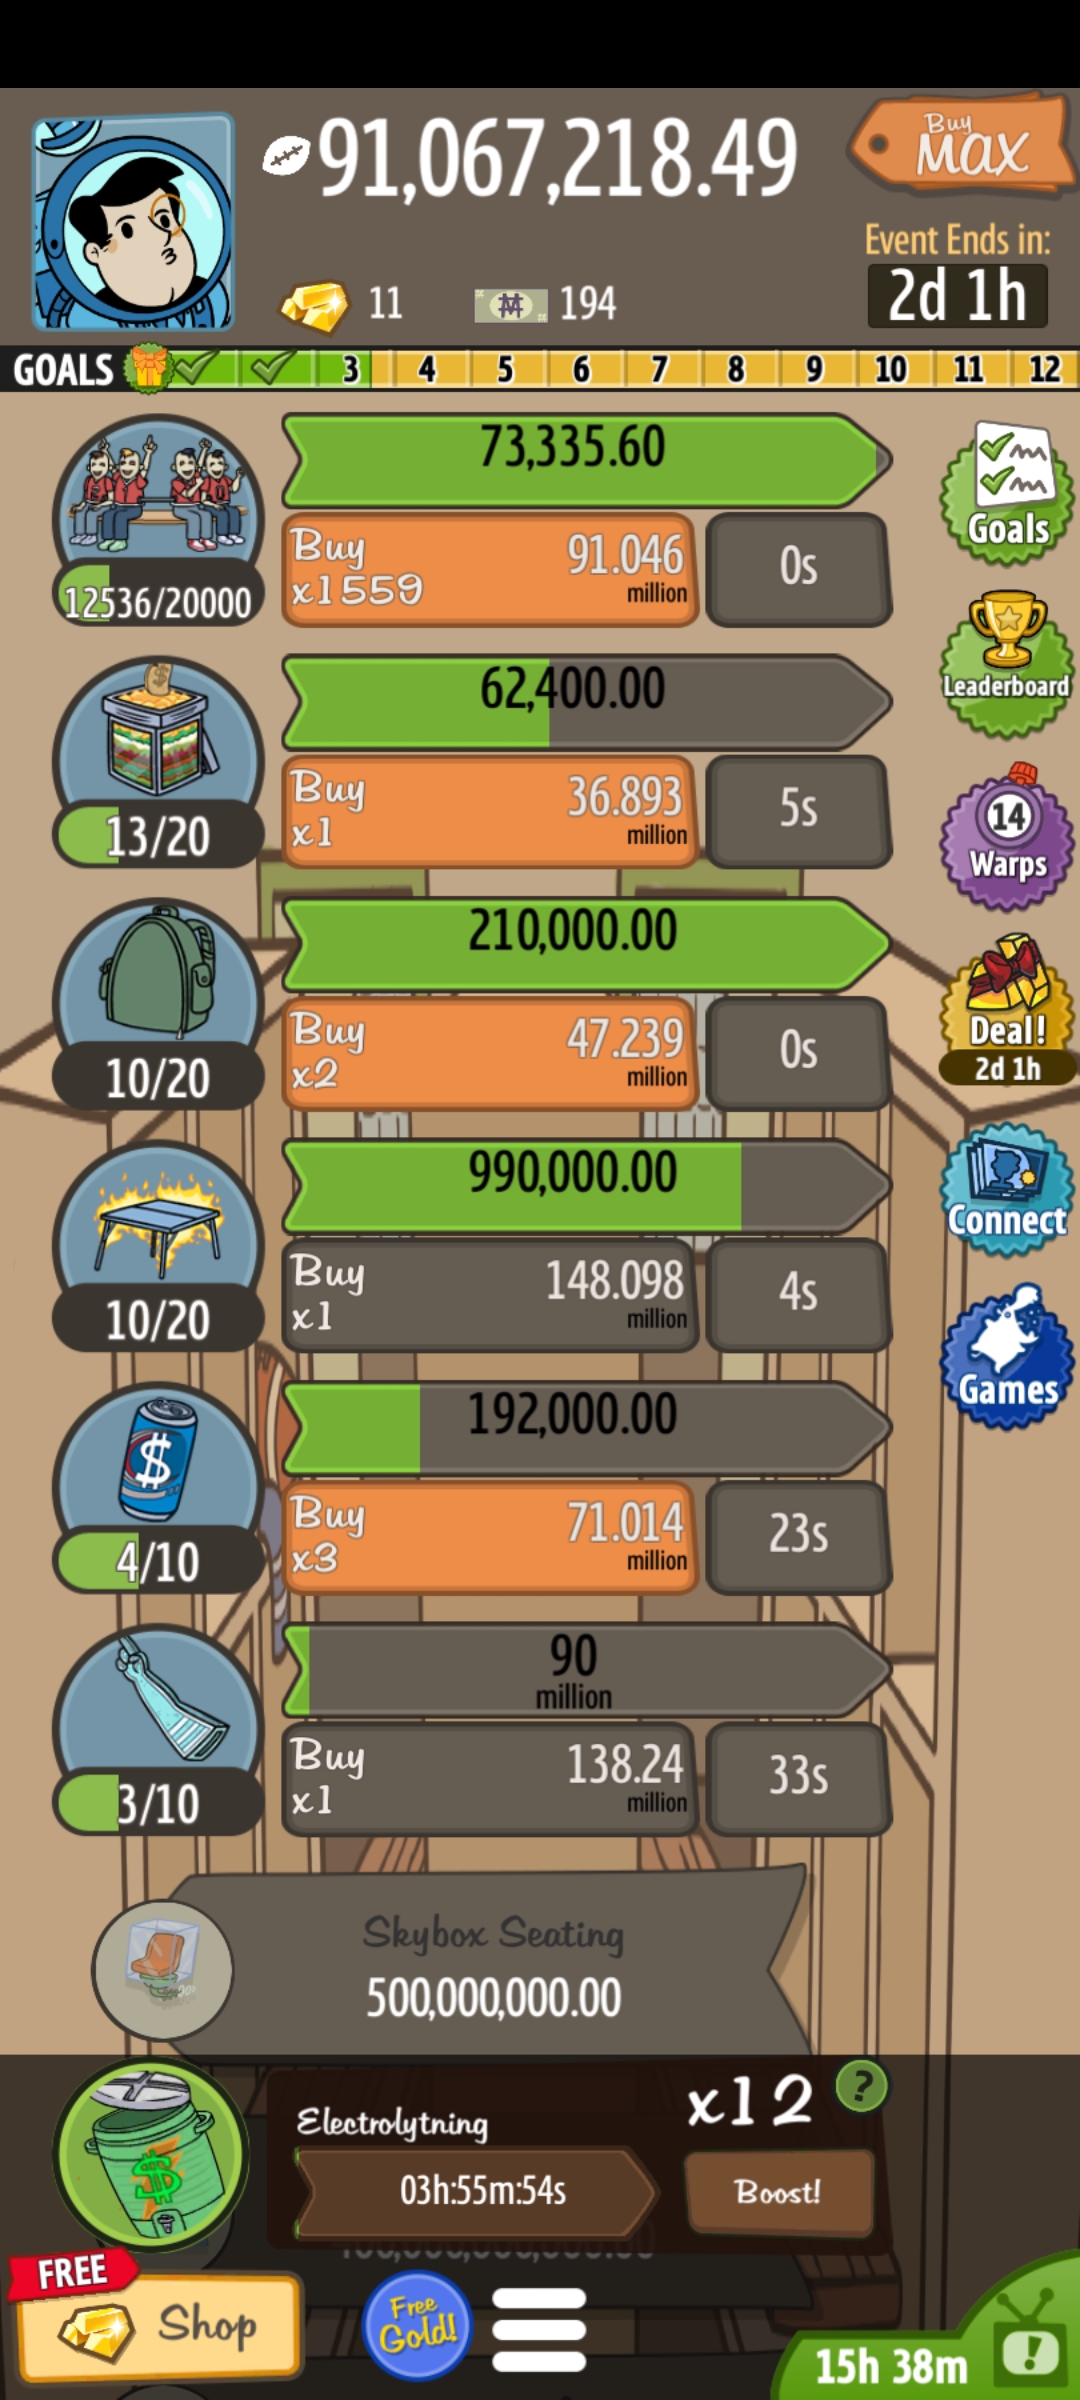 91,067,218.49
Buy
MAX
Event Ends in:
2d 1h
11
194
GOALS 3 4 5 6 7 8 9 10 11 12
73,335.60
Buy
x1559
91.046
million
0s
12536/20000
Goals
62,400.00
Buy
x1
36.893
million
5s
13/20
Leaderboard
210,000.00
Buy
x2
47.239
million
0s
10/20
14
Warps
Deal!
2d 1h
990,000.00
Buy
x1
148.098
million
4s
10/20
Connect
192,000.00
Buy
x3
71.014
million
23s
4/10
Games
90
million
Buy
x1
138.24
million
33s
3/10
Skybox Seating
500,000,000.00
Electrolytning
x12
?
03h:55m:54s
Boost!
FREE
Shop
Free
Gold!
15h 38m